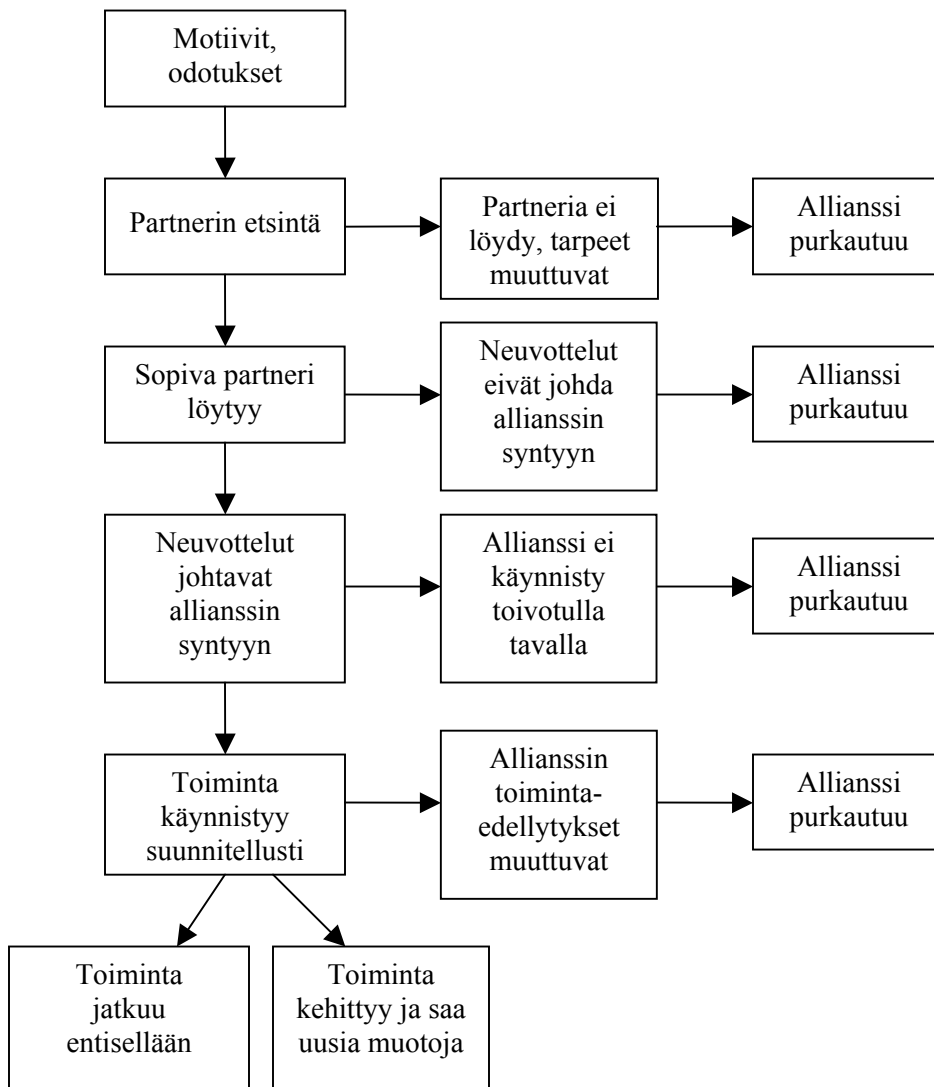 Motiivit,
odotukset
Partnerin etsintä
Partneria ei
löydy, tarpeet
muuttuvat
Allianssi
purkautuu
Sopiva partneri
löytyy
Neuvottelut
eivät johda
allianssin
syntyyn
Allianssi
purkautuu
Neuvottelut
johtavat
allianssin
syntyyn
Allianssi ei
käynnisty
toivotulla
tavalla
Allianssi
purkautuu
Toiminta
käynnistyy
suunnitellusti
Allianssin
toiminta-
edellytykset
muuttuvat
Allianssi
purkautuu
Toiminta
jatkuu
entisellään
Toiminta
kehittyy ja saa
uusia muotoja